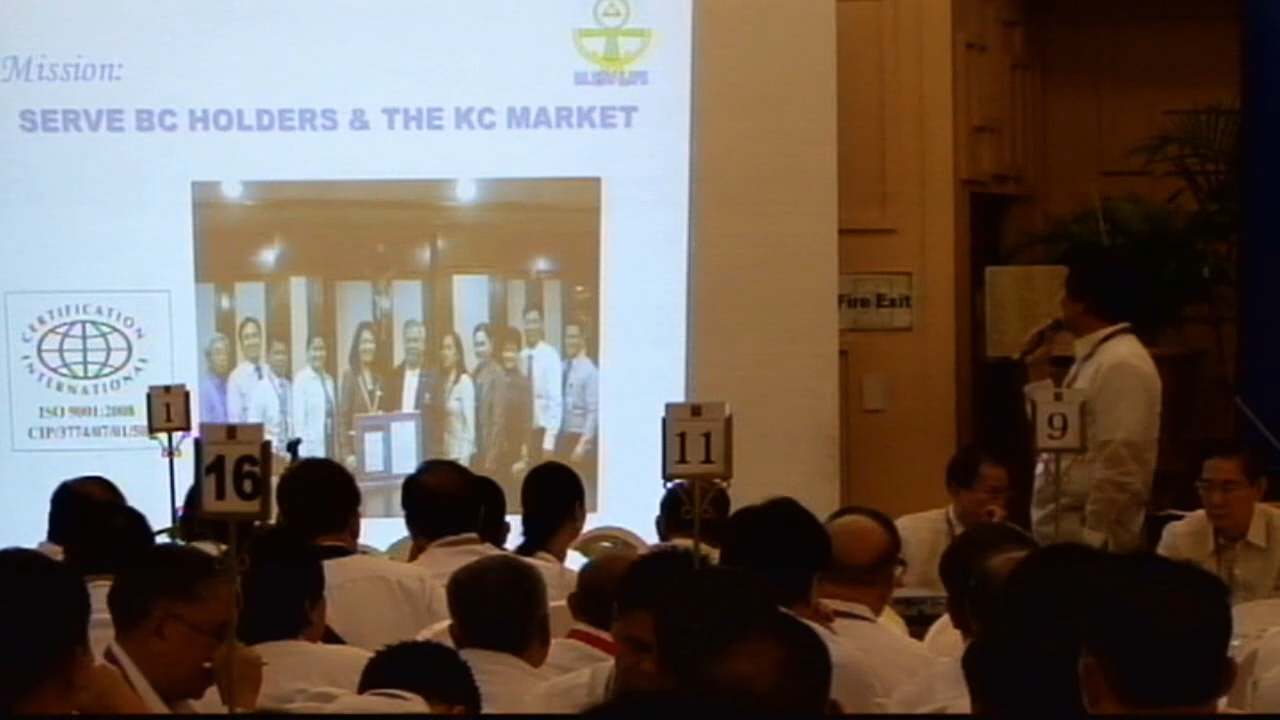 Mission:
SERVE BC HOLDERS & THE KC MARKET
CERTIFICATION
INTERNATIONAL
ISO 9001:2008
Fire Exit
1
16
11
9